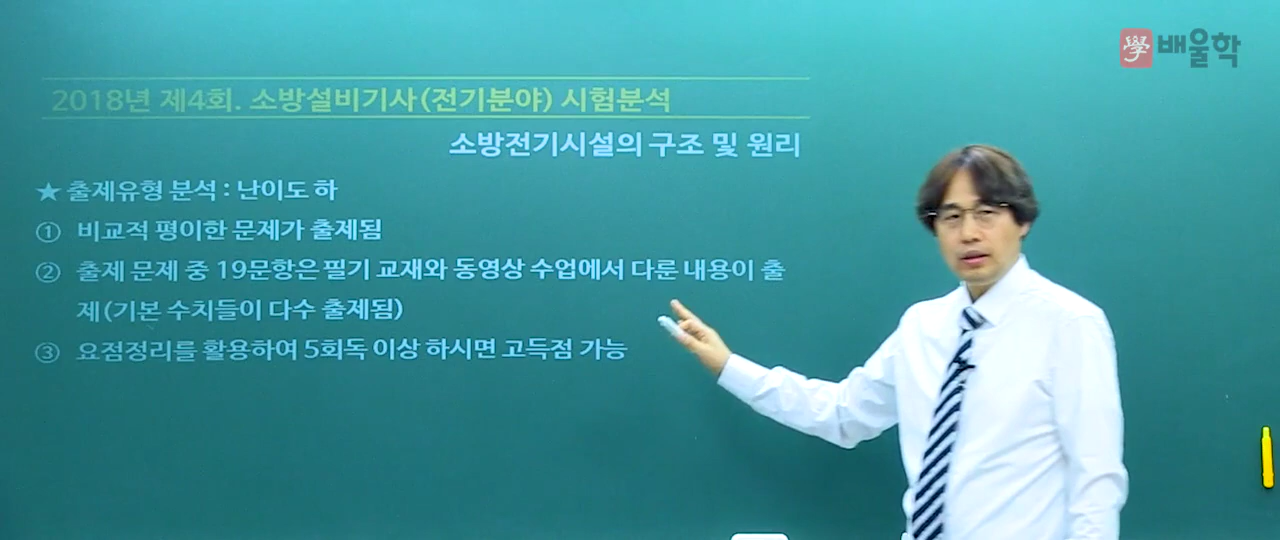 學 배울학
2018년 제4회. 소방설비기사(전기분야) 시험분석
소방전기시설의 구조 및 원리
★ 출제유형 분석 : 난이도 하
① 비교적 평이한 문제가 출제됨
② 출제 문제 중 19문항은 필기 교재와 동영상 수업에서 다룬 내용이 출
제(기본 수치들이 다수 출제됨)
③ 요점정리를 활용하여 5회독 이상 하시면 고득점 가능